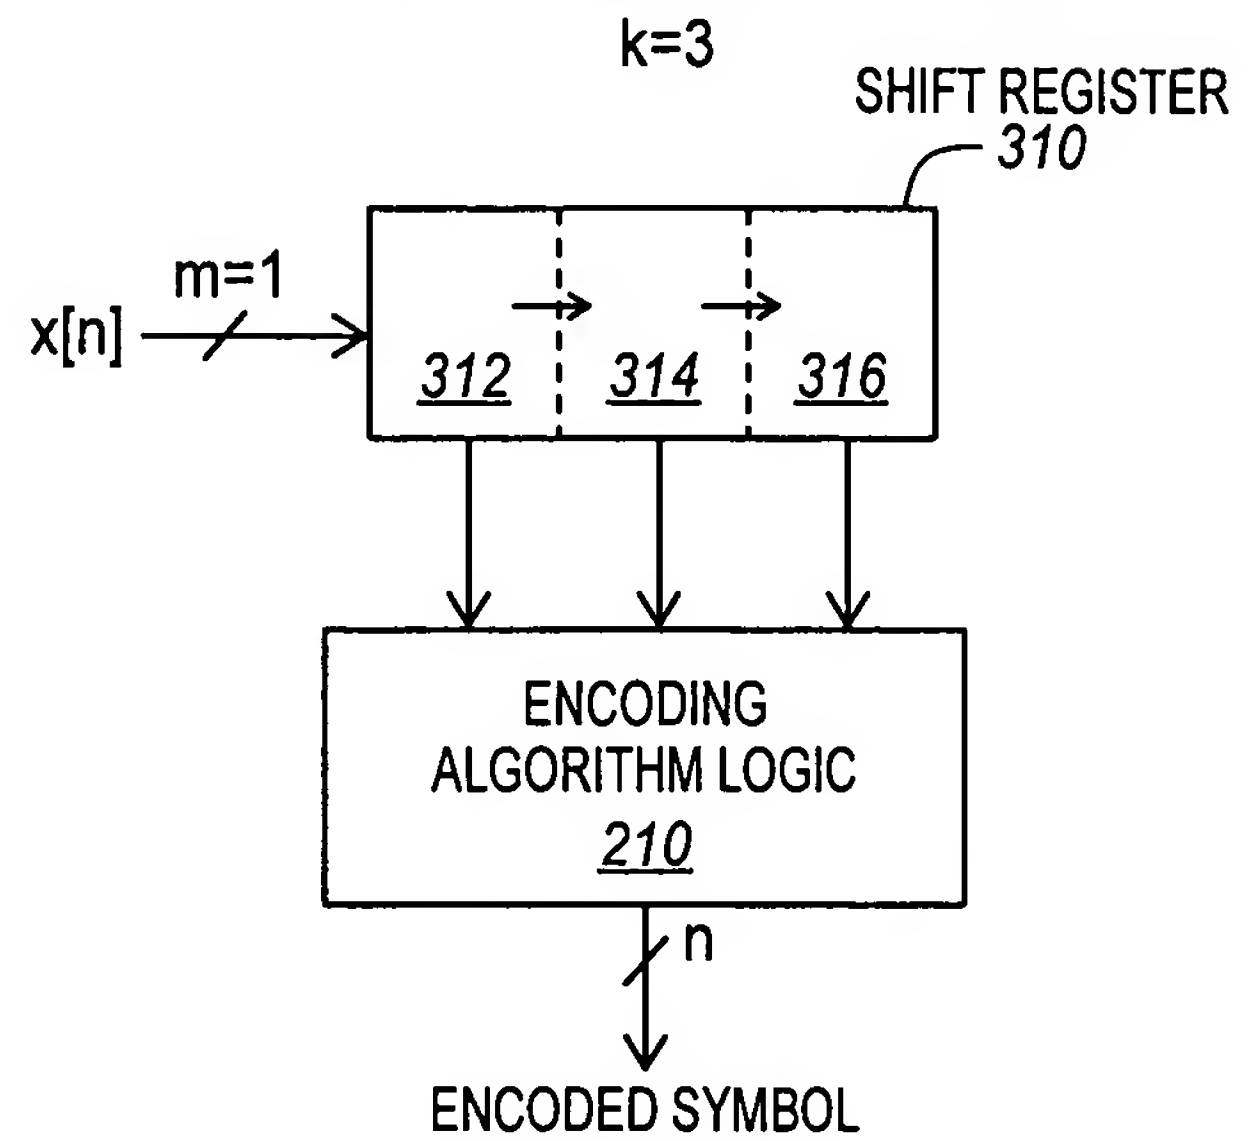 k=3
SHIFT REGISTER
310
m=1
x[n]
312
314
316
ENCODING
ALGORITHM LOGIC
210
n
ENCODED SYMBOL